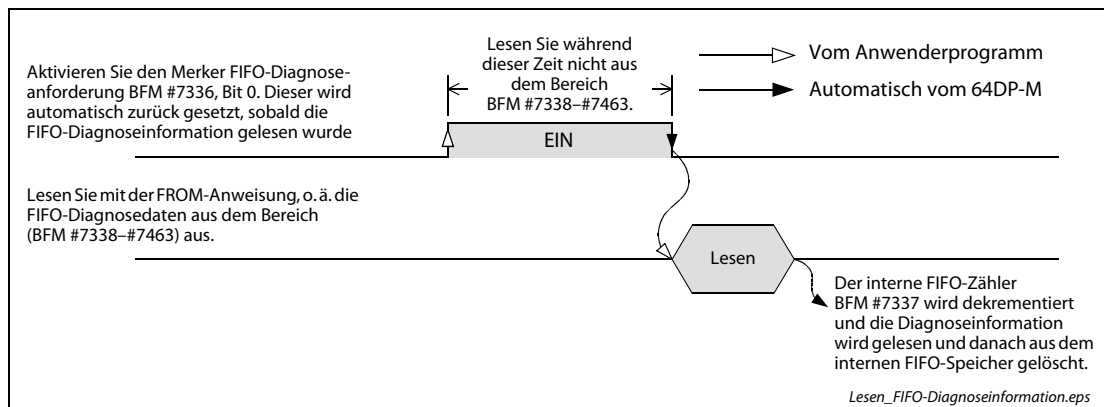 Aktivieren Sie den Merker FIFO-Diagnose-
anforderung BFM #7336, Bit 0. Dieser wird
automatisch zurück gesetzt, sobald die
FIFO-Diagnoseinformation gelesen wurde
Lesen Sie während
dieser Zeit nicht aus
dem Bereich
BFM #7338–#7463.
EIN
Vom Anwenderprogramm
Automatisch vom 64DP-M
Lesen Sie mit der FROM-Anweisung, o. ä. die
FIFO-Diagnosedaten aus dem Bereich
(BFM #7338–#7463) aus.
Lesen
Der interne FIFO-Zähler
BFM #7337 wird dekrementiert
und die Diagnoseinformation
wird gelesen und danach aus dem
internen FIFO-Speicher gelöscht.
Lesen_FIFO-Diagnoseinformation.eps